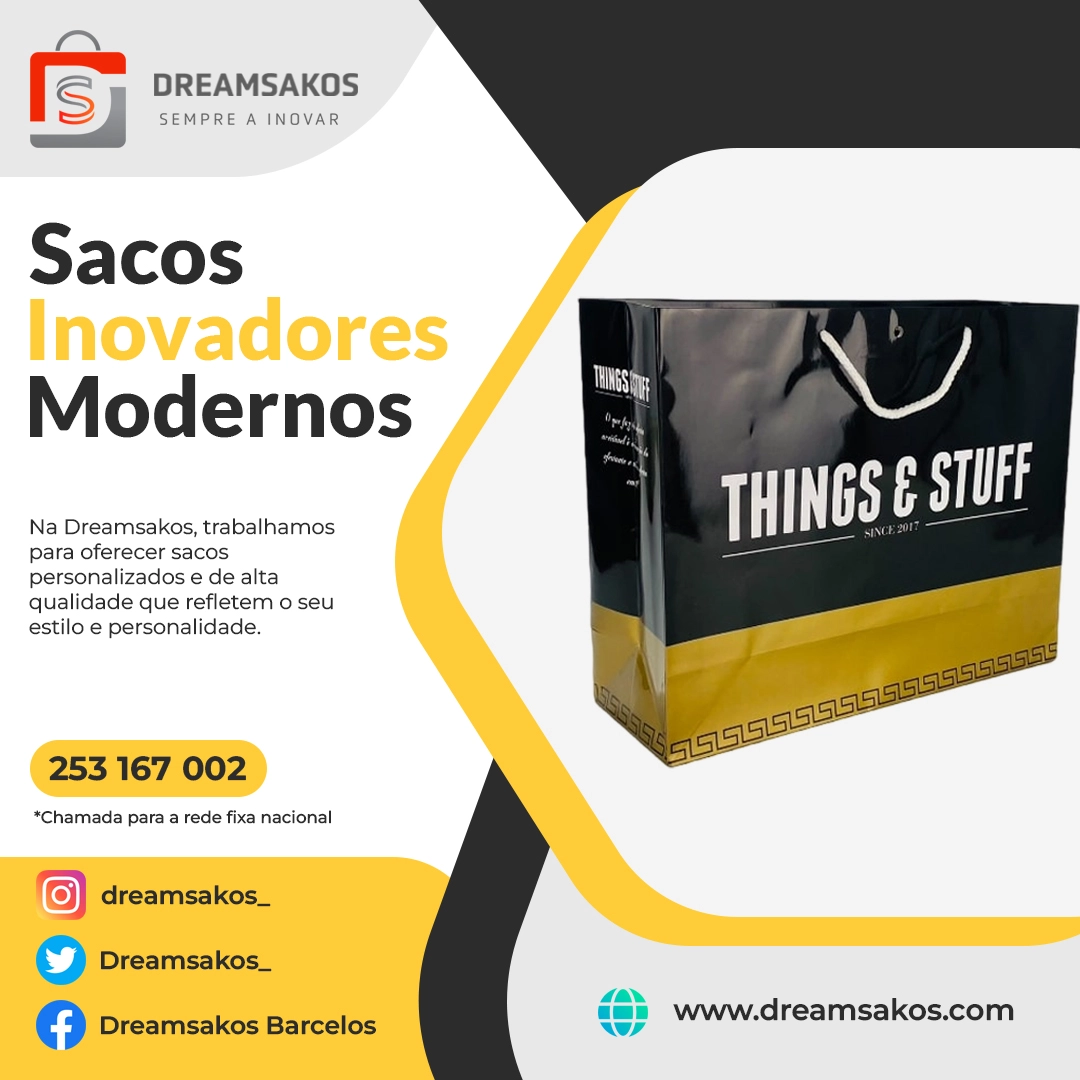 DREAMSAKOS
SEMPRE A INOVAR
Sacos
Inovadores
Modernos
Na Dreamsakos, trabalhamos
para oferecer sacos
personalizados e de alta
qualidade que refletem o seu
estilo e personalidade.
253 167 002
*Chamada para a rede fixa nacional
dreamsakos_
Dreamsakos_
Dreamsakos Barcelos
THINGS & STUFF
THINGS & STUFF
SINCE 2017
www.dreamsakos.com